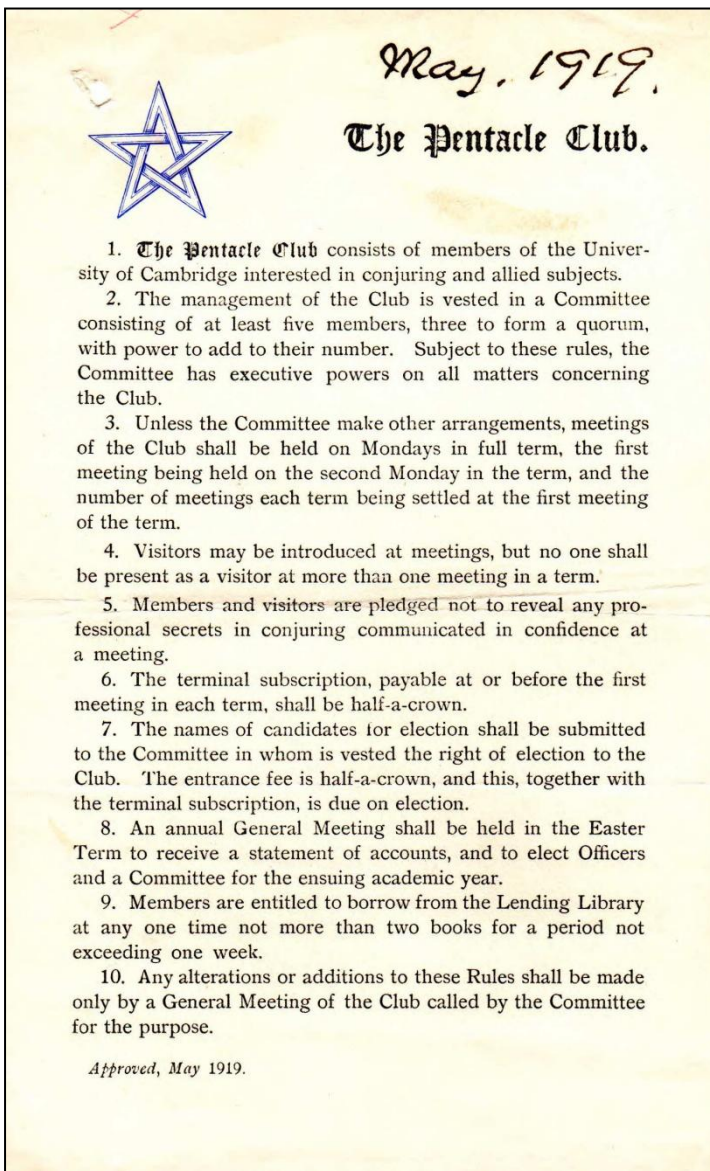 May. 1919.
The Pentacle Club.
1. The Pentacle Club consists of members of the Univer-
sity of Cambridge interested in conjuring and allied subjects.
2. The management of the Club is vested in a Committee
consisting of at least five members, three to form a quorum,
with power to add to their number. Subject to these rules, the
Committee has executive powers on all matters concerning
the Club.
3. Unless the Committee make other arrangements, meetings
of the Club shall be held on Mondays in full term, the first
meeting being held on the second Monday in the term, and the
number of meetings each term being settled at the first meeting
of the term.
4. Visitors may be introduced at meetings, but no one shall
be present as a visitor at more than one meeting in a term.
5. Members and visitors are pledged not to reveal any pro-
fessional secrets in conjuring communicated in confidence at
a meeting.
6. The terminal subscription, payable at or before the first
meeting in each term, shall be half-a-crown.
7. The names of candidates for election shall be submitted
to the Committee in whom is vested the right of election to the
Club. The entrance fee is half-a-crown, and this, together with
the terminal subscription, is due on election.
8. An annual General Meeting shall be held in the Easter
Term to receive a statement of accounts, and to elect Officers
and a Committee for the ensuing academic year.
9. Members are entitled to borrow from the Lending Library
at any one time not more than two books for a period not
exceeding one week.
10. Any alterations or additions to these Rules shall be made
only by a General Meeting of the Club called by the Committee
for the purpose.
Approved, May 1919.